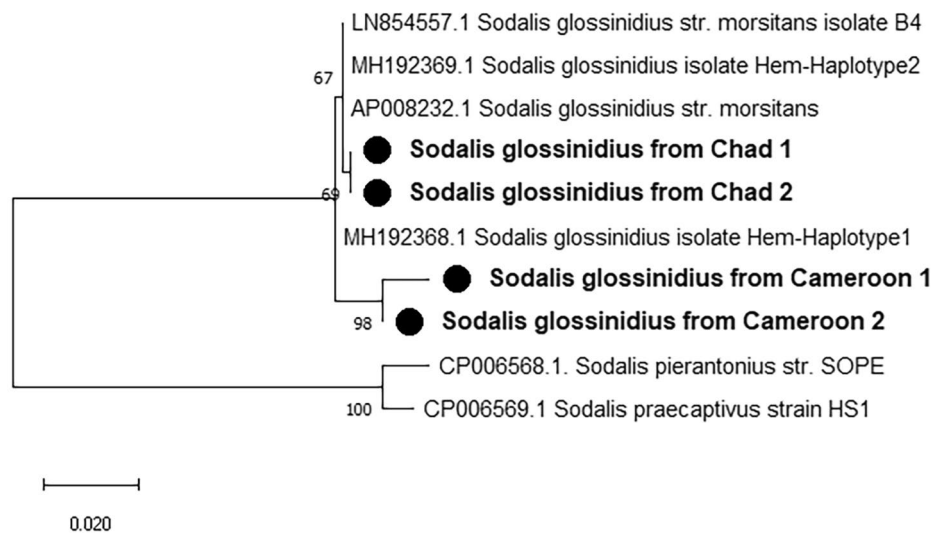 LN854557.1 Sodalis glossinidius str. morsitans isolate B4
MH192369.1 Sodalis glossinidius isolate Hem-Haplotype2
67
AP008232.1 Sodalis glossinidius str. morsitans
Sodalis glossinidius from Chad 1
Sodalis glossinidius from Chad 2
69
MH192368.1 Sodalis glossinidius isolate Hem-Haplotype1
Sodalis glossinidius from Cameroon 1
Sodalis glossinidius from Cameroon 2
98
CP006568.1. Sodalis pierantonius str. SOPE
CP006569.1 Sodalis praecaptivus strain HS1
100
0.020